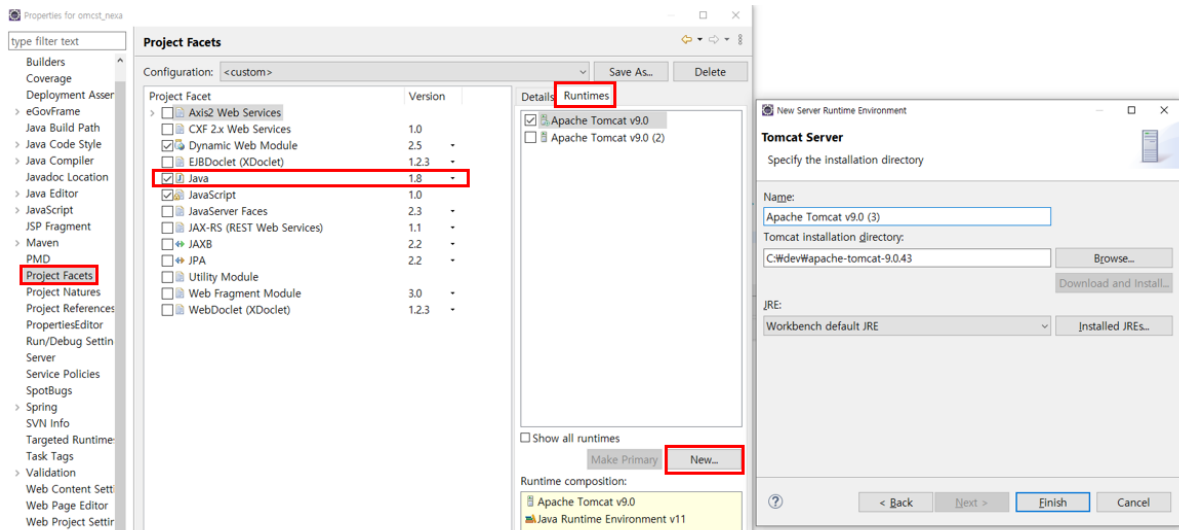 Properties for omcst_nexa
type filter text
Builders
Coverage
Deployment Asser
eGovFrame
Java Build Path
Java Code Style
Java Compiler
Javadoc Location
Java Editor
JavaScript
JSP Fragment
Maven
PMD
Project Facets
Project Natures
Project References
PropertiesEditor
Run/Debug Settin
Server
Service Policies
SpotBugs
Spring
SVN Info
Targeted Runtime
Task Tags
Validation
Web Content Setti
Web Page Editor
Web Project Settin
Project Facets
Configuration: <custom> Save As... Delete
Project Facet Version
Axis2 Web Services
CXF 2.x Web Services 1.0
Dynamic Web Module 2.5
EJBDoclet (XDoclet) 1.2.3
Java 1.8
JavaScript 1.0
JavaServer Faces 2.3
JAX-RS (REST Web Services) 1.1
JAXB 2.2
JPA 2.2
Utility Module
Web Fragment Module 3.0
WebDoclet (XDoclet) 1.2.3
Details Runtimes
Apache Tomcat v9.0
Apache Tomcat v9.0 (2)
Show all runtimes
Make Primary New...
Runtime composition:
Apache Tomcat v9.0
Java Runtime Environment v11
New Server Runtime Environment
Tomcat Server
Specify the installation directory
Name:
Apache Tomcat v9.0 (3)
Tomcat installation directory:
C:₩dev₩apache-tomcat-9.0.43 Browse...
Download and Install...
JRE:
Workbench default JRE Installed JREs...
< Back Next > Finish Cancel